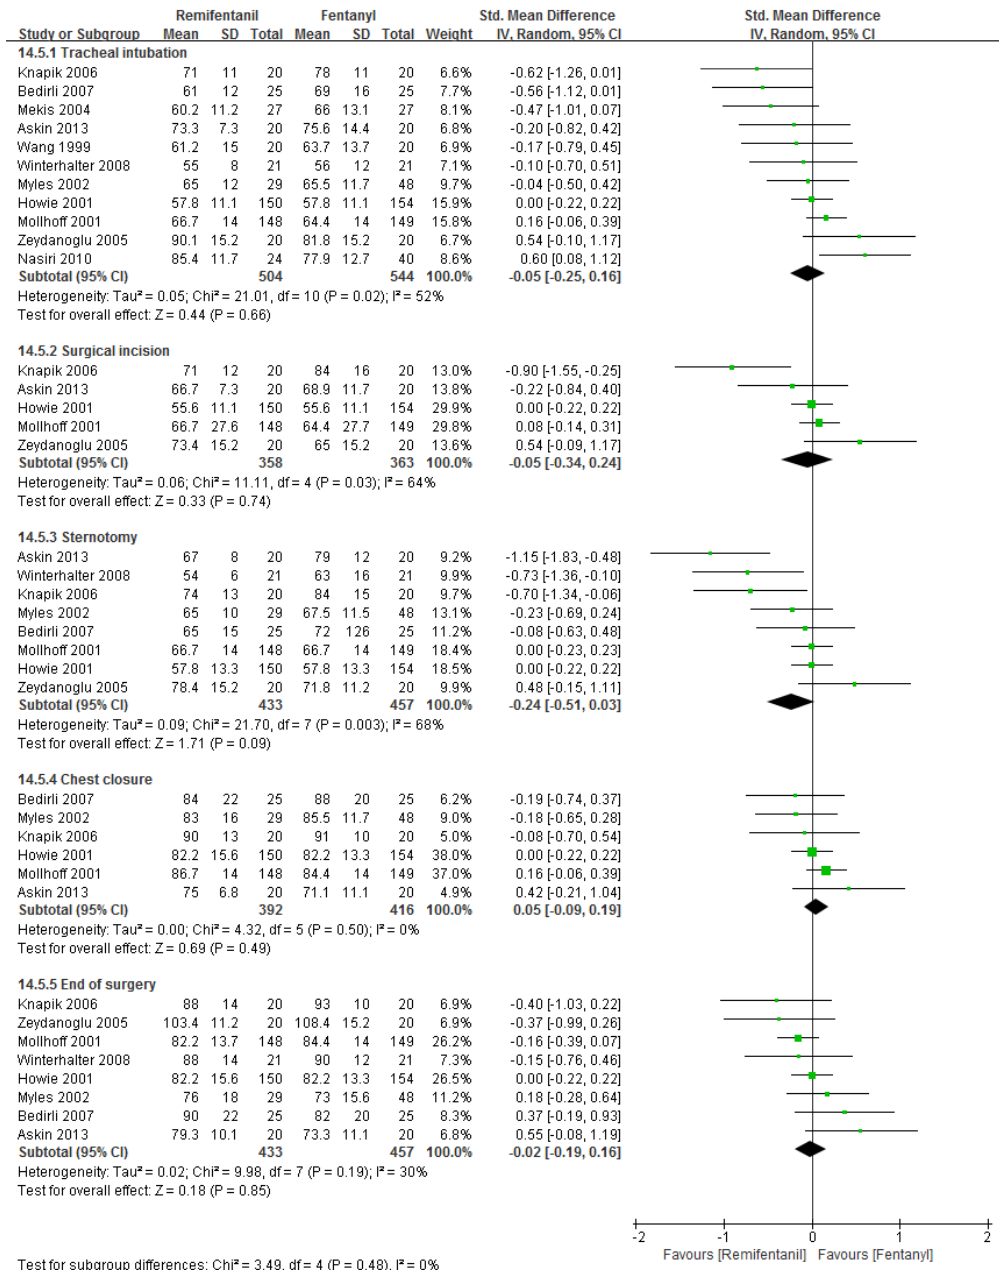 Remifentanil Fentanyl Std. Mean Difference Std. Mean Difference
Study or Subgroup Mean SD Total Mean SD Total Weight IV, Random, 95% CI IV, Random, 95% CI
14.5.1 Tracheal intubation
Knapik 2006 71 11 20 78 11 20 6.6% -0.62 [-1.26, 0.01]
Bedirli 2007 61 12 25 69 16 25 7.7% -0.56 [-1.12, 0.01]
Mekis 2004 60.2 11.2 27 66 13.1 27 8.1% -0.47 [-1.01, 0.07]
Askin 2013 73.3 7.3 20 75.6 14.4 20 6.8% -0.20 [-0.82, 0.42]
Wang 1999 61.2 15 20 63.7 13.7 20 6.8% -0.17 [-0.79, 0.45]
Winterhalter 2008 55 8 21 56 12 21 7.1% -0.10 [-0.70, 0.51]
Myles 2002 65 12 29 65.5 11.7 48 9.7% -0.04 [-0.50, 0.42]
Howie 2001 57.8 11.1 150 57.8 11.1 154 15.9% 0.00 [-0.22, 0.22]
Mollhoff 2001 66.7 14 148 64.4 14 149 15.8% 0.16 [-0.06, 0.39]
Zeydanoglu 2005 90.1 15.2 20 81.8 15.2 20 6.7% 0.54 [-0.10, 1.17]
Nasiri 2010 85.4 11.7 24 77.9 12.7 40 8.8% 0.60 [0.08, 1.12]
Subtotal (95% CI) 504 544 100.0% -0.05 [-0.25, 0.16]
Heterogeneity: Tau² = 0.05; Chi² = 21.01, df = 10 (P = 0.02); I² = 52%
Test for overall effect: Z = 0.44 (P = 0.66)
14.5.2 Surgical incision
Knapik 2006 71 12 20 84 16 20 13.0% -0.90 [-1.55, -0.25]
Askin 2013 66.7 7.3 20 68.9 11.7 20 13.8% -0.22 [-0.84, 0.40]
Howie 2001 55.6 11.1 150 55.6 11.1 154 29.9% 0.00 [-0.22, 0.22]
Mollhoff 2001 66.7 27.6 148 64.4 27.7 149 29.8% 0.08 [-0.14, 0.31]
Zeydanoglu 2005 73.4 15.2 20 65 15.2 20 13.6% 0.54 [-0.09, 1.17]
Subtotal (95% CI) 358 363 100.0% -0.05 [-0.34, 0.24]
Heterogeneity: Tau² = 0.06; Chi² = 11.11, df = 4 (P = 0.03); I² = 64%
Test for overall effect: Z = 0.33 (P = 0.74)
14.5.3 Sternotomy
Askin 2013 67 8 20 79 12 20 9.2% -1.15 [-1.83, -0.48]
Winterhalter 2008 54 6 21 63 16 21 9.9% -0.73 [-1.36, -0.10]
Knapik 2006 74 13 20 84 15 20 9.7% -0.70 [-1.34, -0.06]
Myles 2002 65 10 29 67.5 11.5 48 13.1% -0.23 [-0.69, 0.24]
Bedirli 2007 65 15 25 72 126 25 11.2% -0.08 [-0.63, 0.48]
Mollhoff 2001 66.7 14 148 66.7 14 149 18.4% 0.00 [-0.23, 0.23]
Howie 2001 57.8 13.3 150 57.8 13.3 154 18.5% 0.00 [-0.22, 0.22]
Zeydanoglu 2005 78.4 15.2 20 71.8 11.2 20 9.9% 0.48 [-0.15, 1.11]
Subtotal (95% CI) 433 457 100.0% -0.24 [-0.51, 0.03]
Heterogeneity: Tau² = 0.09; Chi² = 21.70, df = 7 (P = 0.003); I² = 68%
Test for overall effect: Z = 1.71 (P = 0.09)
14.5.4 Chest closure
Bedirli 2007 84 22 25 88 20 25 6.2% -0.19 [-0.74, 0.37]
Myles 2002 83 16 29 85.5 11.7 48 9.0% -0.18 [-0.65, 0.28]
Knapik 2006 90 13 20 91 10 20 5.0% -0.08 [-0.70, 0.54]
Howie 2001 82.2 15.6 150 82.2 13.3 154 38.0% 0.00 [-0.22, 0.22]
Mollhoff 2001 86.7 14 148 84.4 14 149 37.0% 0.16 [-0.06, 0.39]
Askin 2013 75 6.8 20 71.1 11.1 20 4.9% 0.42 [-0.21, 1.04]
Subtotal (95% CI) 392 416 100.0% 0.05 [-0.09, 0.19]
Heterogeneity: Tau² = 0.00; Chi² = 4.32, df = 5 (P = 0.50); I² = 0%
Test for overall effect: Z = 0.69 (P = 0.49)
14.5.5 End of surgery
Knapik 2006 88 14 20 93 10 20 6.9% -0.40 [-1.03, 0.22]
Zeydanoglu 2005 103.4 11.2 20 108.4 15.2 20 6.9% -0.37 [-0.99, 0.26]
Mollhoff 2001 82.2 13.7 148 84.4 14 149 26.2% -0.16 [-0.39, 0.07]
Winterhalter 2008 88 14 21 90 12 21 7.3% -0.15 [-0.76, 0.46]
Howie 2001 82.2 15.6 150 82.2 13.3 154 26.5% 0.00 [-0.22, 0.22]
Myles 2002 76 18 29 73 15.6 48 11.2% 0.18 [-0.28, 0.64]
Bedirli 2007 90 22 25 82 20 25 8.3% 0.37 [-0.19, 0.93]
Askin 2013 79.3 10.1 20 73.3 11.1 20 6.8% 0.55 [-0.08, 1.19]
Subtotal (95% CI) 433 457 100.0% -0.02 [-0.19, 0.16]
Heterogeneity: Tau² = 0.02; Chi² = 9.98, df = 7 (P = 0.19); I² = 30%
Test for overall effect: Z = 0.18 (P = 0.85)
-2 -1 0 1 2
Favours [Remifentanil] Favours [Fentanyl]
Test for subgroup differences: Chi² = 3.49, df = 4 (P = 0.48), I² = 0%